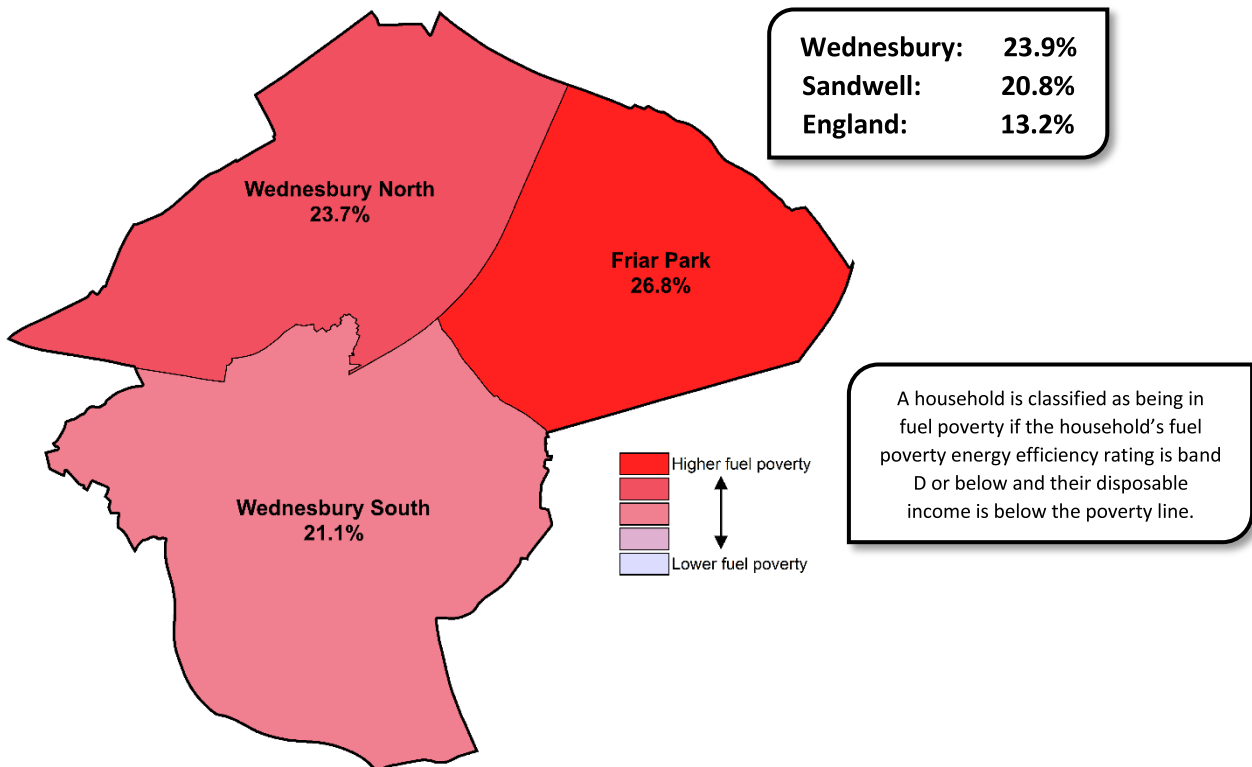 Wednesbury: 23.9%
Sandwell: 20.8%
England: 13.2%
Wednesbury North
23.7%
Friar Park
26.8%
Wednesbury South
21.1%
Higher fuel poverty
Lower fuel poverty
A household is classified as being in
fuel poverty if the household’s fuel
poverty energy efficiency rating is band
D or below and their disposable
income is below the poverty line.